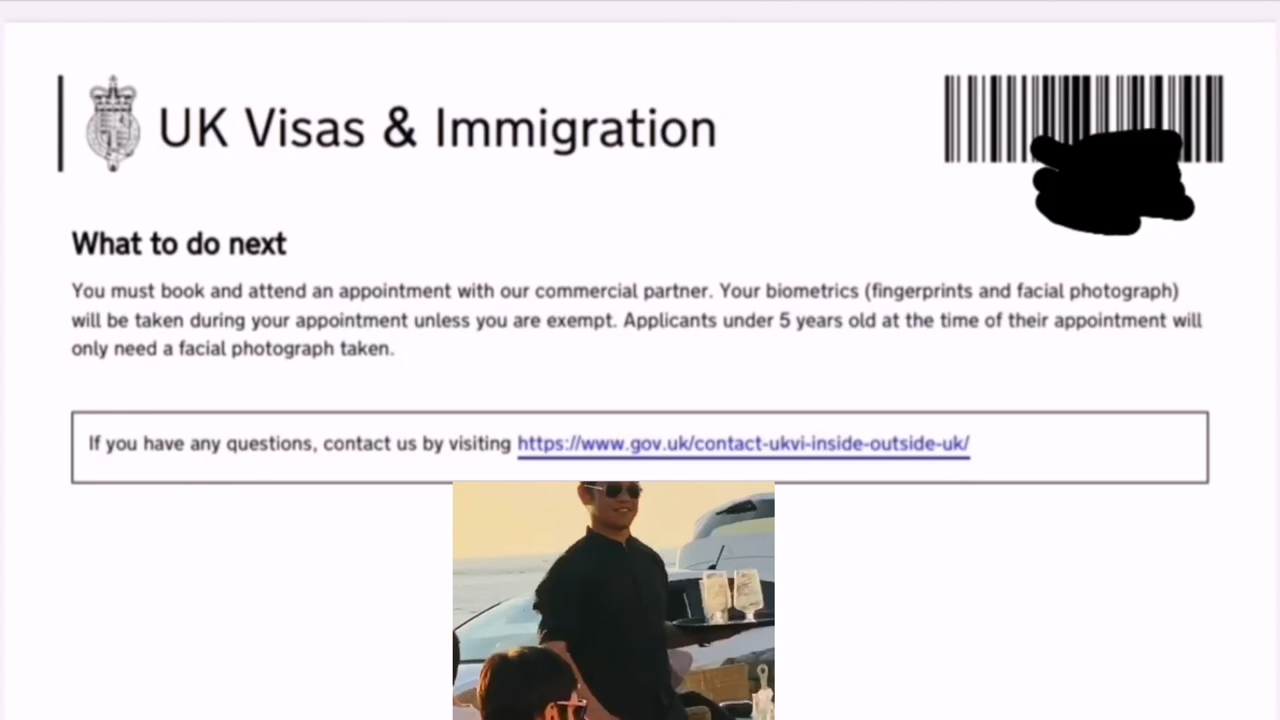 UK Visas & Immigration
What to do next
You must book and attend an appointment with our commercial partner. Your biometrics (fingerprints and facial photograph)
will be taken during your appointment unless you are exempt. Applicants under 5 years old at the time of their appointment will
only need a facial photograph taken.
If you have any questions, contact us by visiting https://www.gov.uk/contact-ukvi-inside-outside-uk/